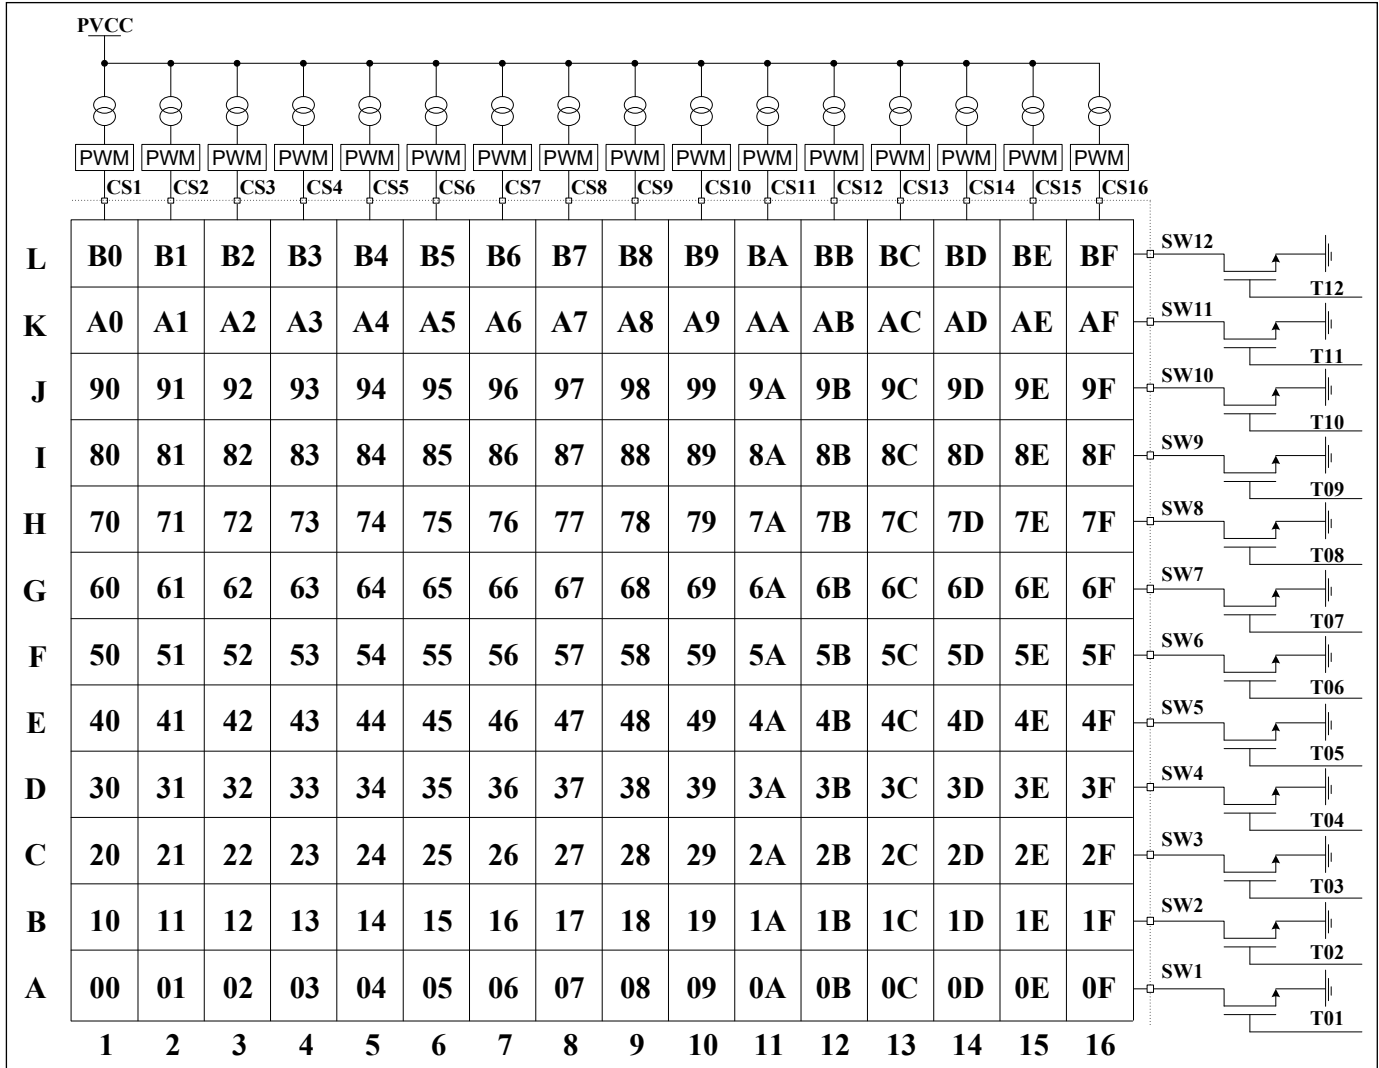 PVCC
PWM PWM PWM PWM PWM PWM PWM PWM PWM PWM PWM PWM PWM PWM PWM PWM
CS1 CS2 CS3 CS4 CS5 CS6 CS7 CS8 CS9 CS10 CS11 CS12 CS13 CS14 CS15 CS16
L B0 B1 B2 B3 B4 B5 B6 B7 B8 B9 BA BB BC BD BE BF SW12
T12
K A0 A1 A2 A3 A4 A5 A6 A7 A8 A9 AA AB AC AD AE AF SW11
T11
J 90 91 92 93 94 95 96 97 98 99 9A 9B 9C 9D 9E 9F SW10
T10
I 80 81 82 83 84 85 86 87 88 89 8A 8B 8C 8D 8E 8F SW9
T09
H 70 71 72 73 74 75 76 77 78 79 7A 7B 7C 7D 7E 7F SW8
T08
G 60 61 62 63 64 65 66 67 68 69 6A 6B 6C 6D 6E 6F SW7
T07
F 50 51 52 53 54 55 56 57 58 59 5A 5B 5C 5D 5E 5F SW6
T06
E 40 41 42 43 44 45 46 47 48 49 4A 4B 4C 4D 4E 4F SW5
T05
D 30 31 32 33 34 35 36 37 38 39 3A 3B 3C 3D 3E 3F SW4
T04
C 20 21 22 23 24 25 26 27 28 29 2A 2B 2C 2D 2E 2F SW3
T03
B 10 11 12 13 14 15 16 17 18 19 1A 1B 1C 1D 1E 1F SW2
T02
A 00 01 02 03 04 05 06 07 08 09 0A 0B 0C 0D 0E 0F SW1
T01
1 2 3 4 5 6 7 8 9 10 11 12 13 14 15 16